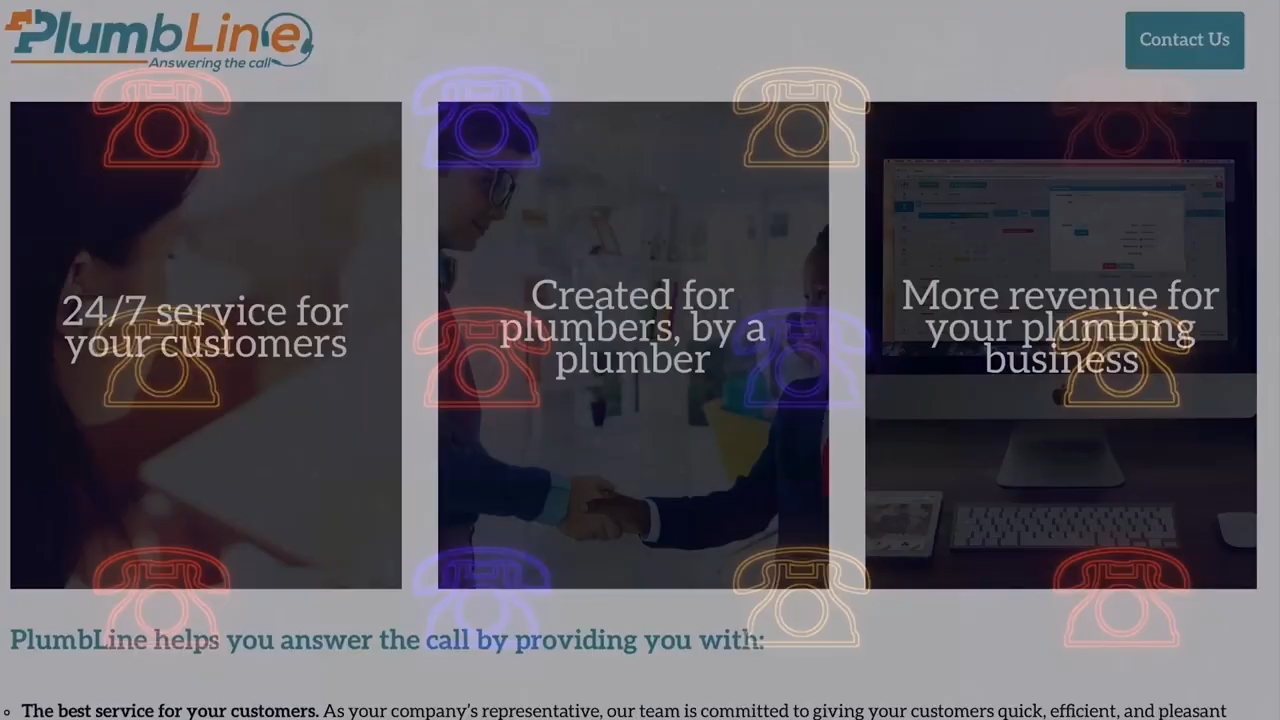 PlumbLine
Answering the call
Contact Us
24/7 service for
your customers
Created for
plumbers, by a
plumber
More revenue for
your plumbing
business
PlumbLine helps you answer the call by providing you with:
The best service for your customers. As your company's representative, our team is committed to giving your customers quick, efficient, and pleasant